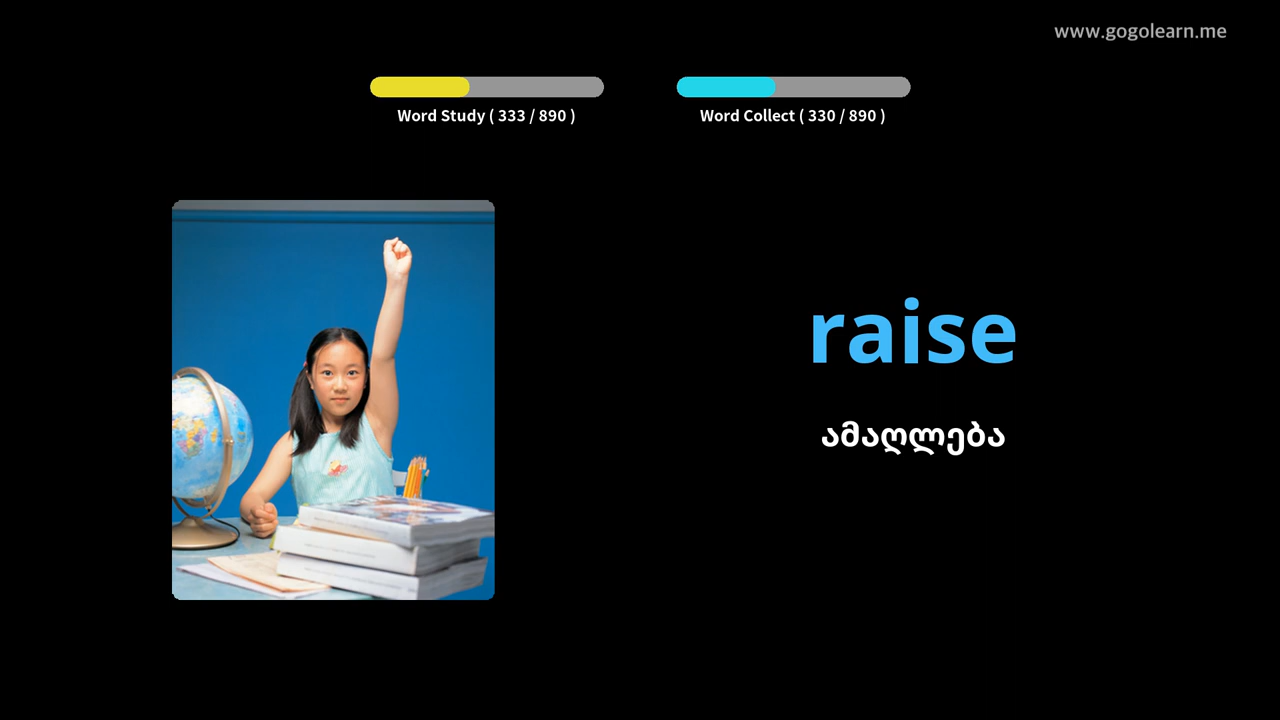 www.gogolearn.me
Word Study ( 333 / 890 )
Word Collect ( 330 / 890 )
raise
ამაღლება